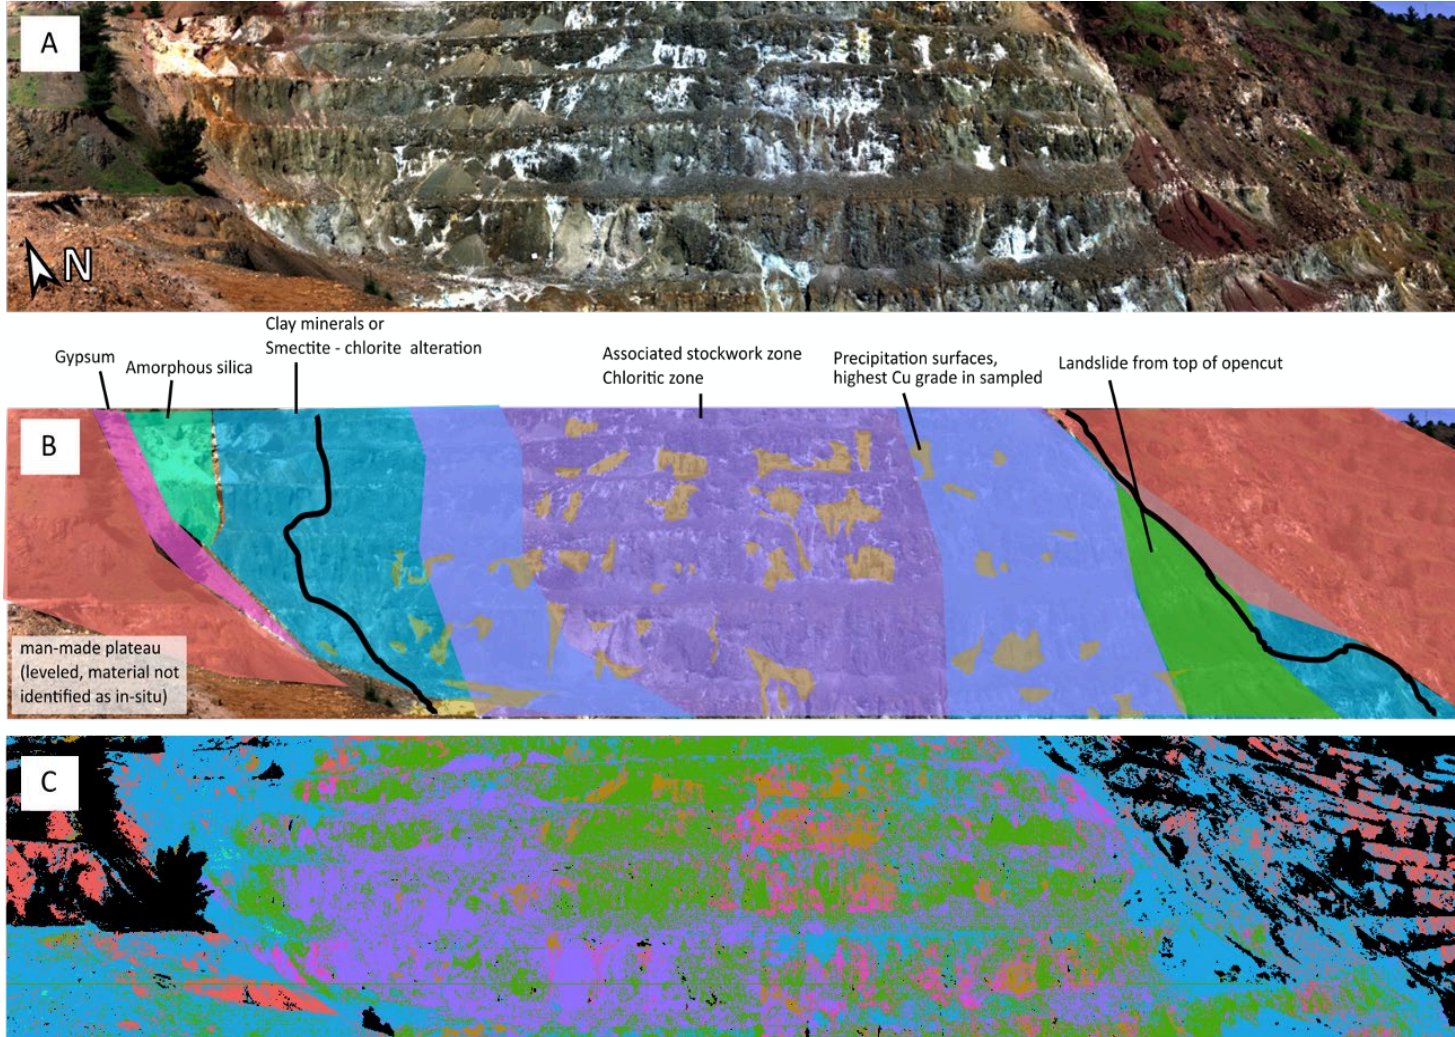 A
N
Clay minerals or
Smectite - chlorite alteration
Gypsum
Amorphous silica
Associated stockwork zone
Chloritic zone
Precipitation surfaces,
highest Cu grade in sampled
Landslide from top of opencut
B
man-made plateau
(leveled, material not
identified as in-situ)
C